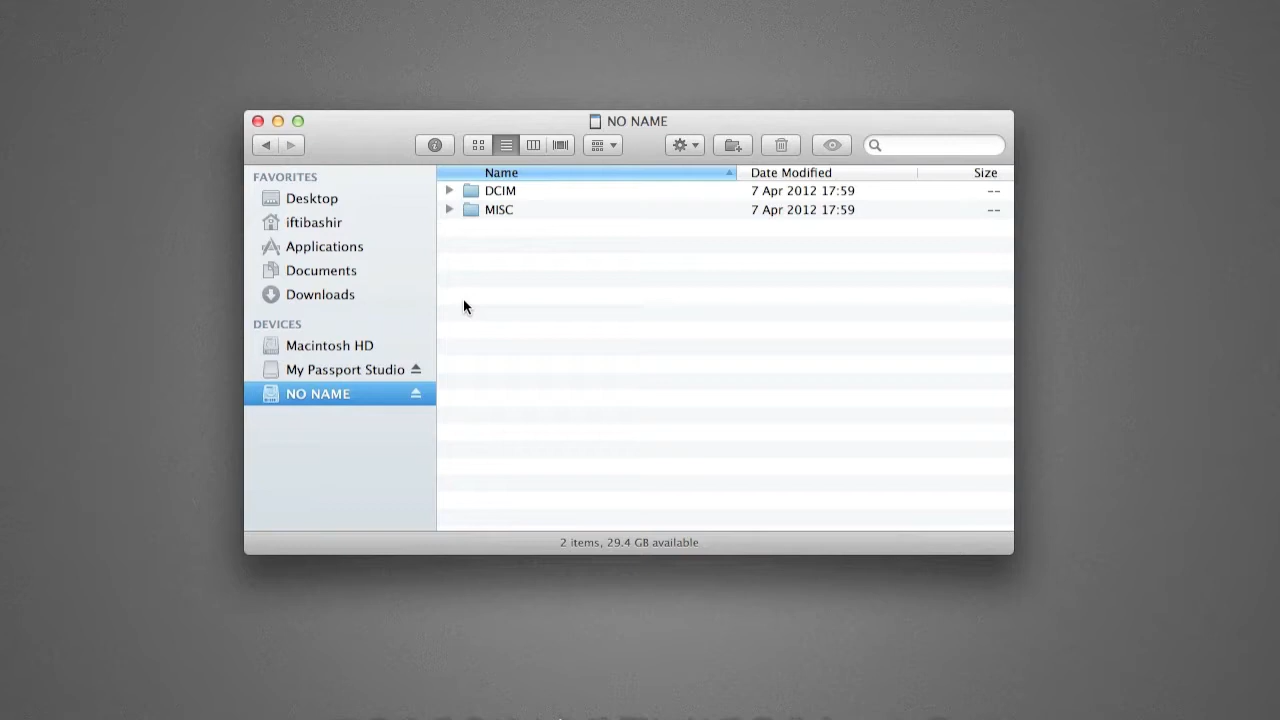 NO NAME
FAVORITES
Desktop
iftibashir
Applications
Documents
Downloads
DEVICES
Macintosh HD
My Passport Studio
NO NAME
Name Date Modified Size
DCIM 7 Apr 2012 17:59 --
MISC 7 Apr 2012 17:59 --
2 items, 29.4 GB available